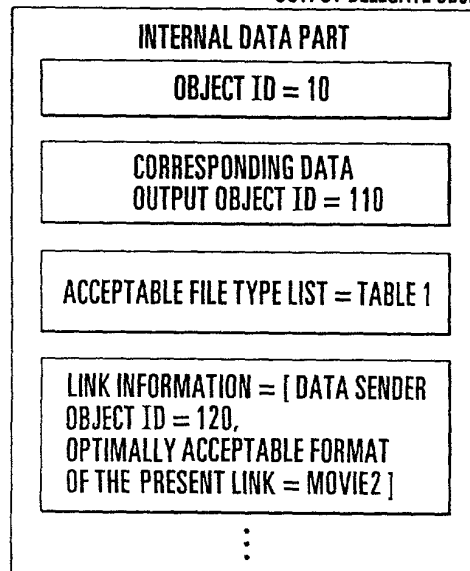 INTERNAL DATA PART
OBJECT ID = 10
CORRESPONDING DATA
OUTPUT OBJECT ID = 110
ACCEPTABLE FILE TYPE LIST = TABLE 1
LINK INFORMATION = [ DATA SENDER
OBJECT ID = 120,
OPTIMALLY ACCEPTABLE FORMAT
OF THE PRESENT LINK = MOVIE2 ]